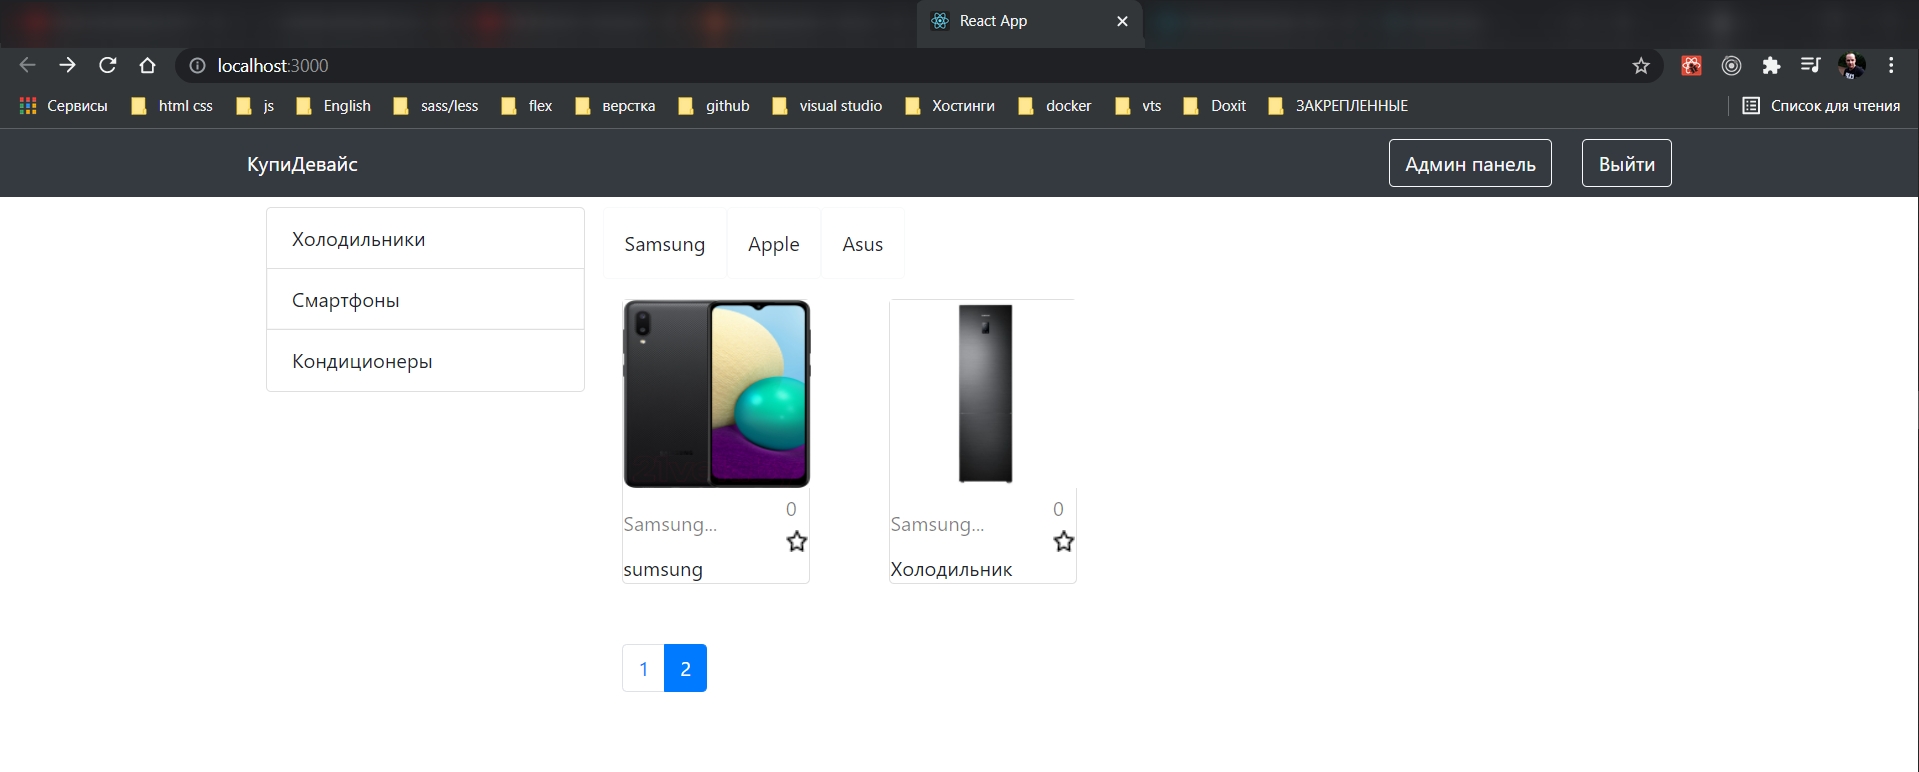 React App
localhost:3000
Сервисы html css js English sass/less flex верстка github visual studio Хостинги docker vts Doxit ЗАКРЕПЛЕННЫЕ Список для чтения
КупиДевайс Админ панель Выйти
Холодильники
Смартфоны
Кондиционеры
Samsung Apple Asus
Samsung... 0
sumsung
Samsung... 0
Холодильник
1 2